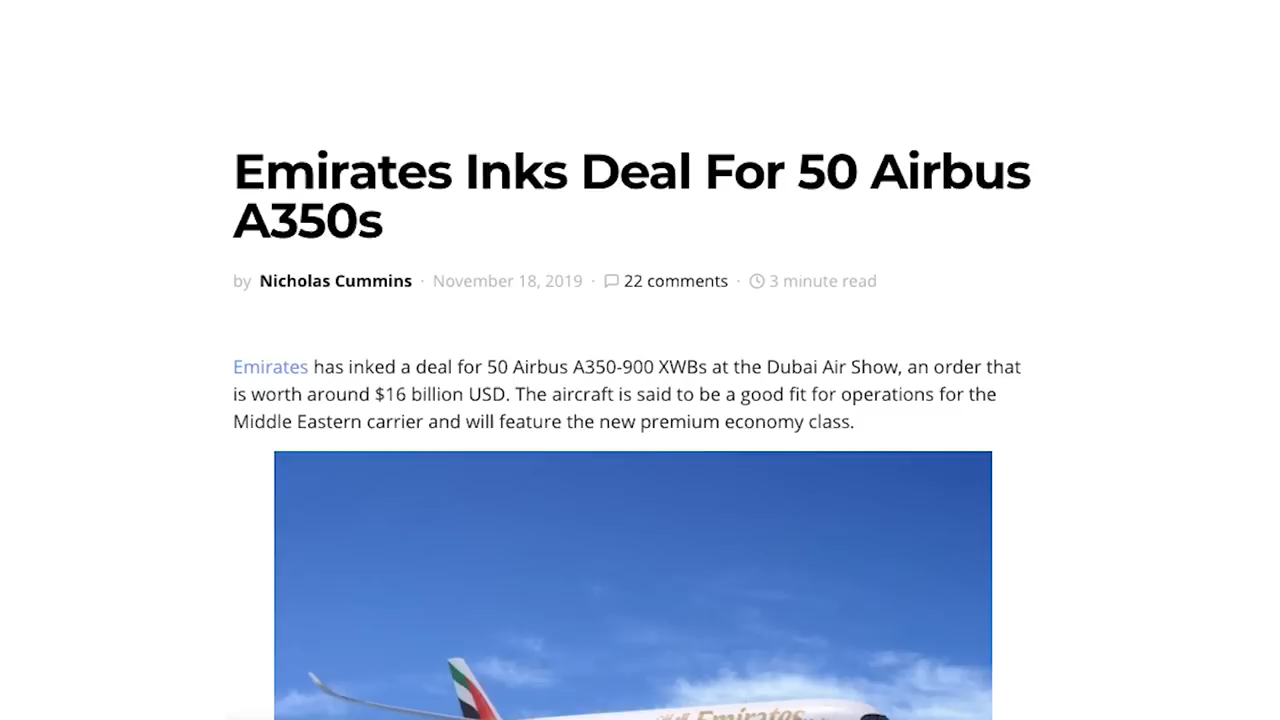 Emirates Inks Deal For 50 Airbus
A350s
by Nicholas Cummins · November 18, 2019 · 22 comments · 3 minute read
Emirates has inked a deal for 50 Airbus A350-900 XWBs at the Dubai Air Show, an order that
is worth around $16 billion USD. The aircraft is said to be a good fit for operations for the
Middle Eastern carrier and will feature the new premium economy class.
Emirates